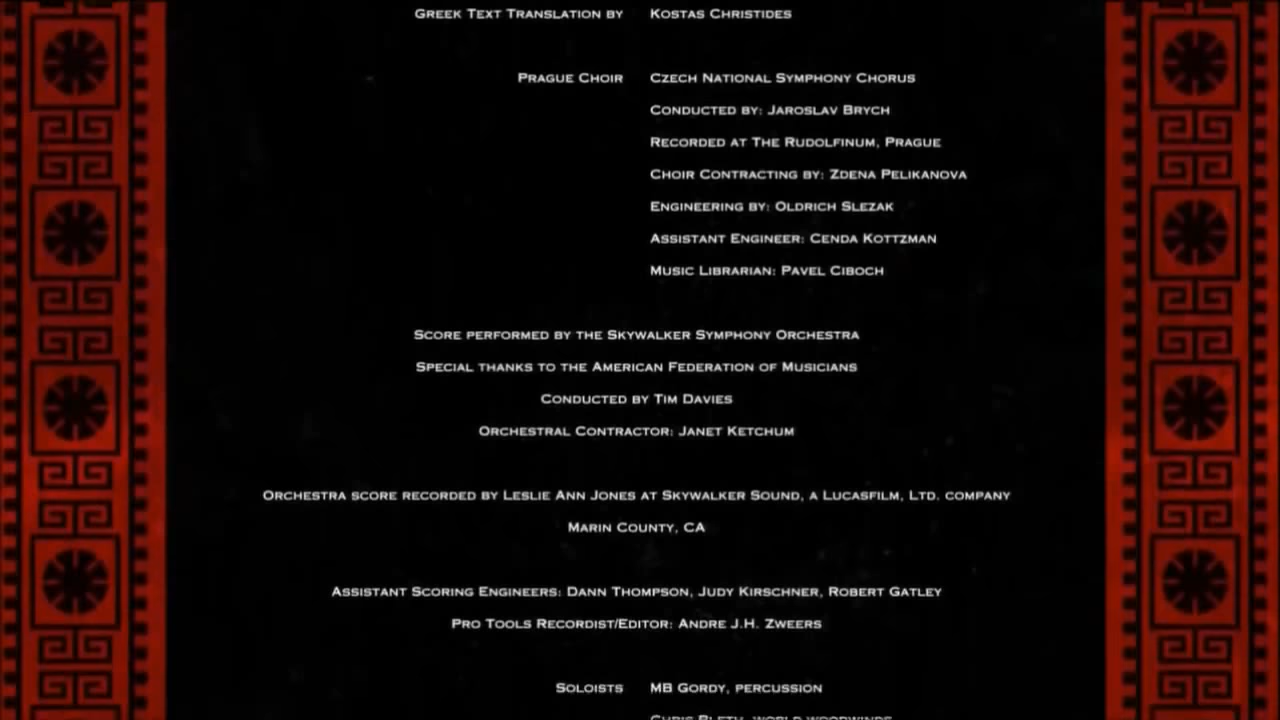 Greek Text Translation by Kostas Christides
Prague Choir Czech National Symphony Chorus
Conducted by: Jaroslav Brych
Recorded at The Rudolfinum, Prague
Choir Contracting by: Zdena Pelikanova
Engineering by: Oldrich Slezak
Assistant Engineer: Cenda Kottzman
Music Librarian: Pavel Ciboch
Score performed by the Skywalker Symphony Orchestra
Special thanks to the American Federation of Musicians
Conducted by Tim Davies
Orchestral Contractor: Janet Ketchum
Orchestra score recorded by Leslie Ann Jones at Skywalker Sound, a Lucasfilm, Ltd. company
Marin County, CA
Assistant Scoring Engineers: Dann Thompson, Judy Kirschner, Robert Gatley
Pro Tools Recordist/Editor: Andre J.H. Zweers
Soloists MB Gordy, percussion